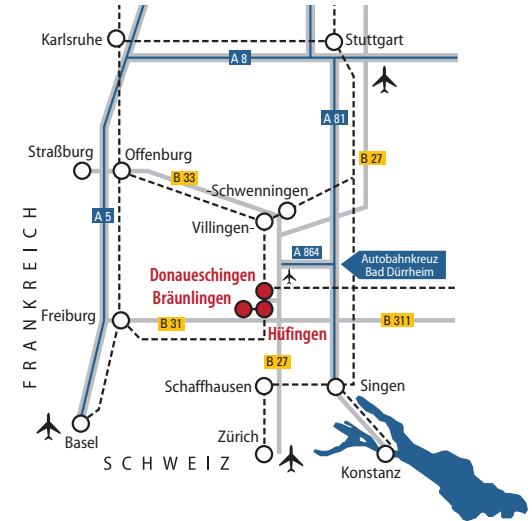 Karlsruhe
Stuttgart
A 8
A 81
Straßburg
Offenburg
B 27
B 33
-Schwenningen
A 5
Villingen-
A 864
Autobahnkreuz
Bad Dürrheim
Donaueschingen
Bräunlingen
Freiburg
B 31
Hüfingen
B 311
FRANKREICH
B 27
Schaffhausen
Singen
Basel
Zürich
SCHWEIZ
Konstanz